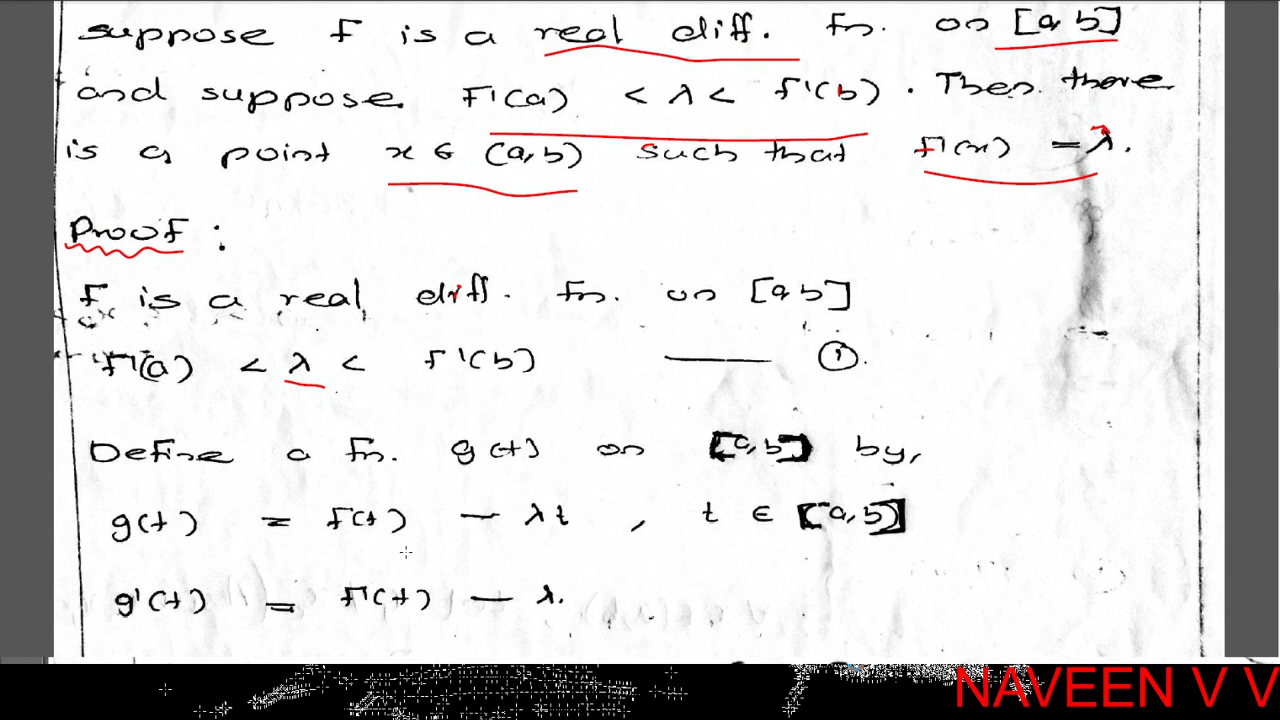 suppose f is a real diff. fn. on [a,b]
and suppose f'(a) < λ < f'(b). Then there
is a point x ∈ (a,b) such that f'(x) = λ.
Proof :
f is a real diff. fn. on [a,b]
f'(a) < λ < f'(b) ——— ①.
Define a fn. g(t) on [a,b] by,
g(t) = f(t) — λt , t ∈ [a,b]
g'(t) = f'(t) — λ.
NAVEEN V V